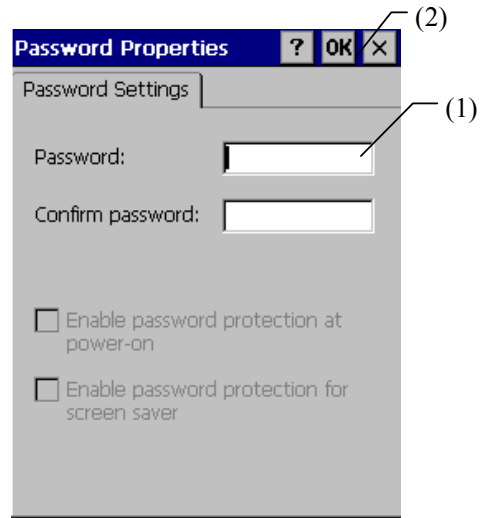 (2)
Password Properties ? OK ×
Password Settings
(1)
Password:
Confirm password:
Enable password protection at
power-on
Enable password protection for
screen saver